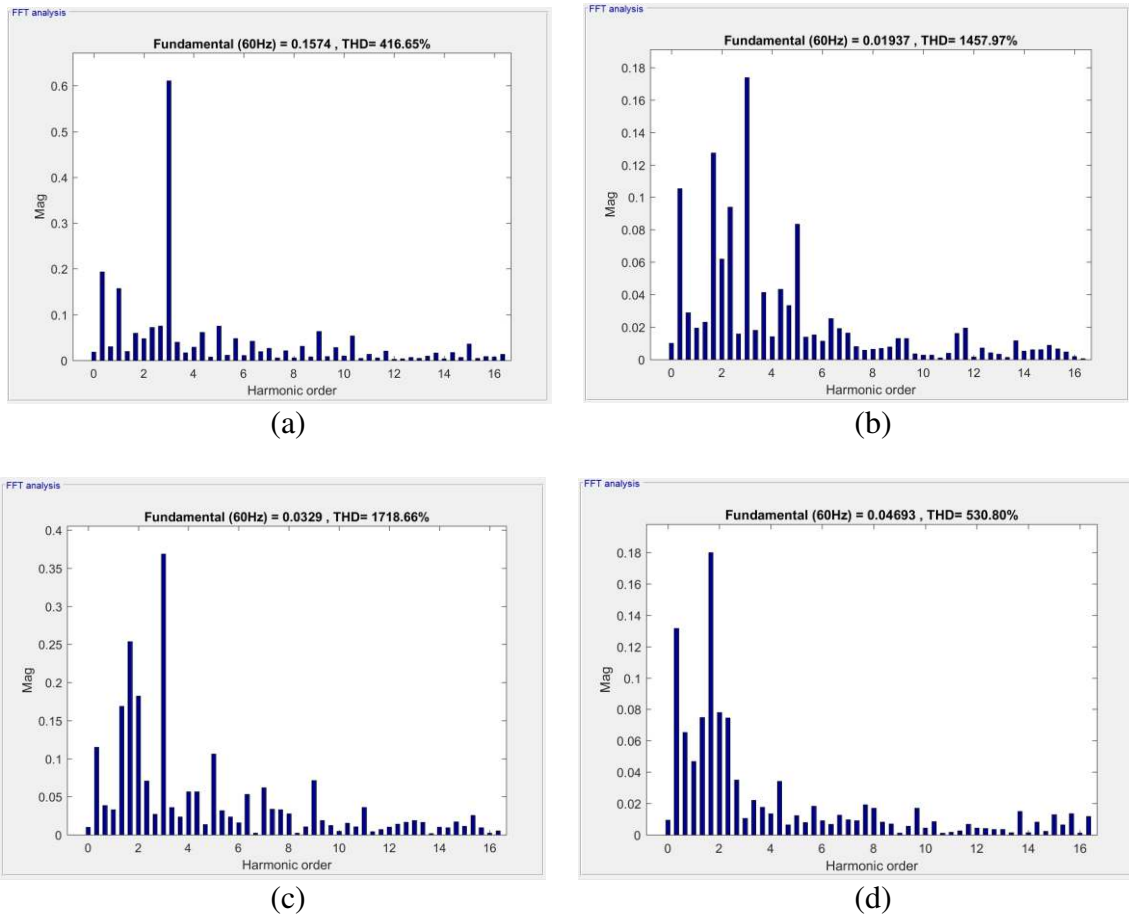 FFT analysis
Fundamental (60Hz) = 0.1574 , THD= 416.65%
0.6
0.5
0.4
0.3
0.2
0.1
0
Mag
0 2 4 6 8 10 12 14 16
Harmonic order
(a)
FFT analysis
Fundamental (60Hz) = 0.01937 , THD= 1457.97%
0.18
0.16
0.14
0.12
0.1
0.08
0.06
0.04
0.02
0
Mag
0 2 4 6 8 10 12 14 16
Harmonic order
(b)
FFT analysis
Fundamental (60Hz) = 0.0329 , THD= 1718.66%
0.4
0.35
0.3
0.25
0.2
0.15
0.1
0.05
0
Mag
0 2 4 6 8 10 12 14 16
Harmonic order
(c)
FFT analysis
Fundamental (60Hz) = 0.04693 , THD= 530.80%
0.18
0.16
0.14
0.12
0.1
0.08
0.06
0.04
0.02
0
Mag
0 2 4 6 8 10 12 14 16
Harmonic order
(d)